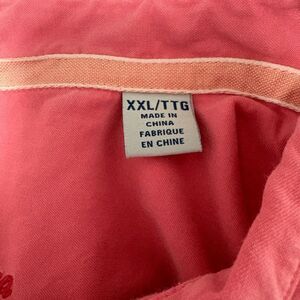 XXL/TTG
MADE IN
CHINA
FABRIQUE
EN CHINE